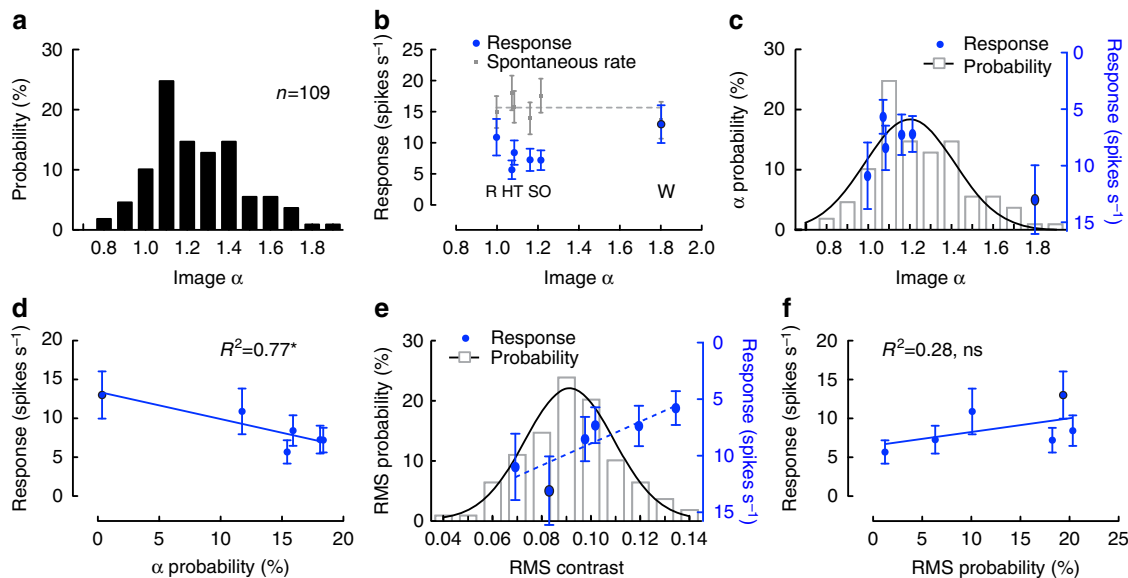 a
30
20
10
0
Probability (%)
n=109
0.8 1.0 1.2 1.4 1.6 1.8
Image α
b
25
20
15
10
5
0
Response (spikes s⁻¹)
Response
Spontaneous rate
R HT SO W
0.8 1.0 1.2 1.4 1.6 1.8 2.0
Image α
c
30
20
10
0
α probability (%)
Response
Probability
0
5
10
15
Response (spikes s⁻¹)
0.8 1.0 1.2 1.4 1.6 1.8
Image α
d
20
15
10
5
0
Response (spikes s⁻¹)
R²=0.77*
0 5 10 15 20
α probability (%)
e
30
20
10
0
RMS probability (%)
Response
Probability
0
5
10
15
Response (spikes s⁻¹)
0.04 0.06 0.08 0.10 0.12 0.14
RMS contrast
f
20
15
10
5
0
Response (spikes s⁻¹)
R²=0.28, ns
0 5 10 15 20 25
RMS probability (%)